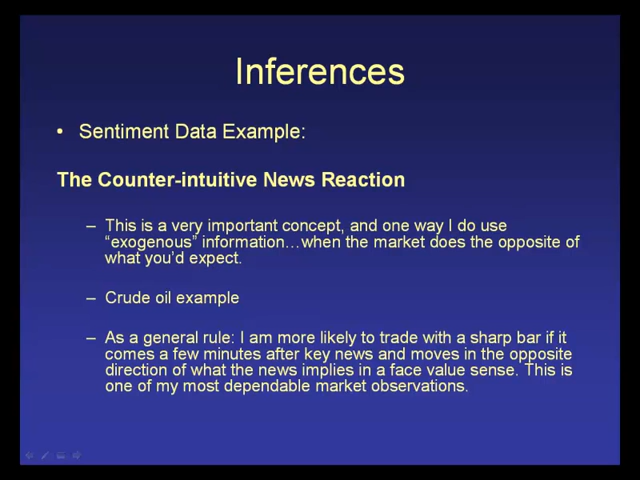 Inferences
• Sentiment Data Example:
The Counter-intuitive News Reaction
– This is a very important concept, and one way I do use
“exogenous” information…when the market does the opposite of
what you’d expect.
– Crude oil example
– As a general rule: I am more likely to trade with a sharp bar if it
comes a few minutes after key news and moves in the opposite
direction of what the news implies in a face value sense. This is
one of my most dependable market observations.